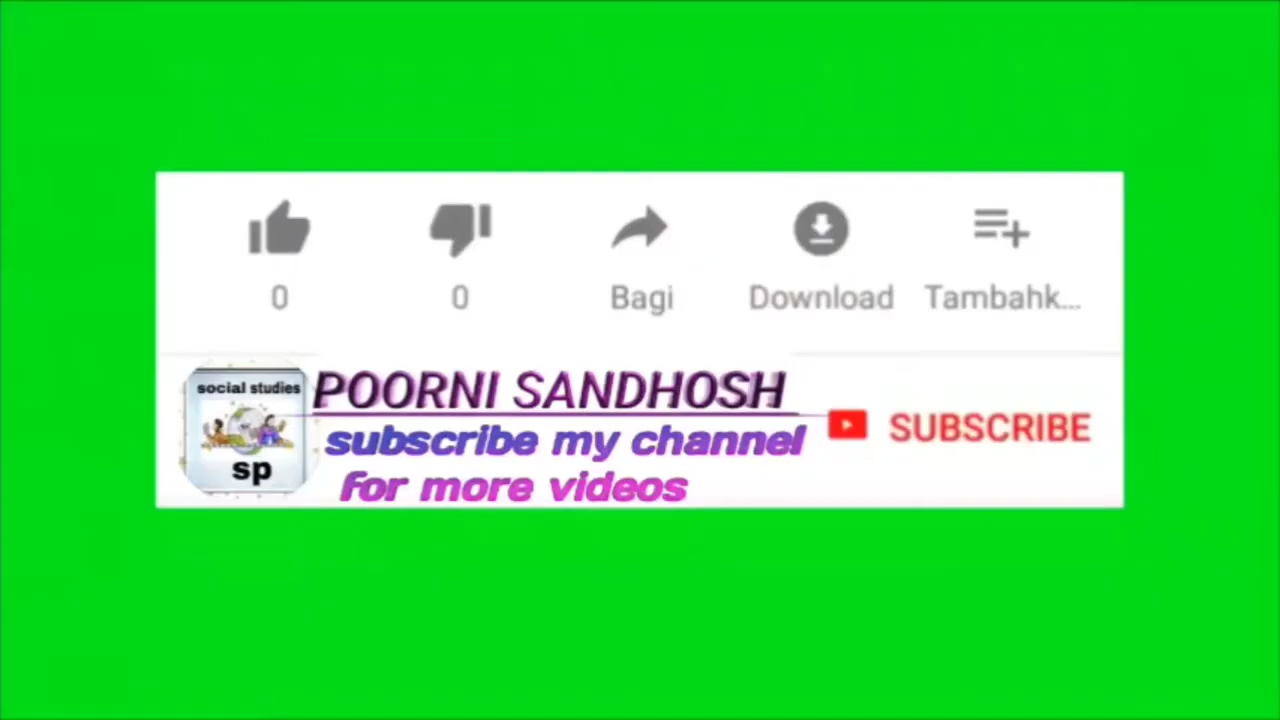 0
0
Bagi
Download
Tambahk...
social studies
sp
POORNI SANDHOSH
subscribe my channel
for more videos
SUBSCRIBE